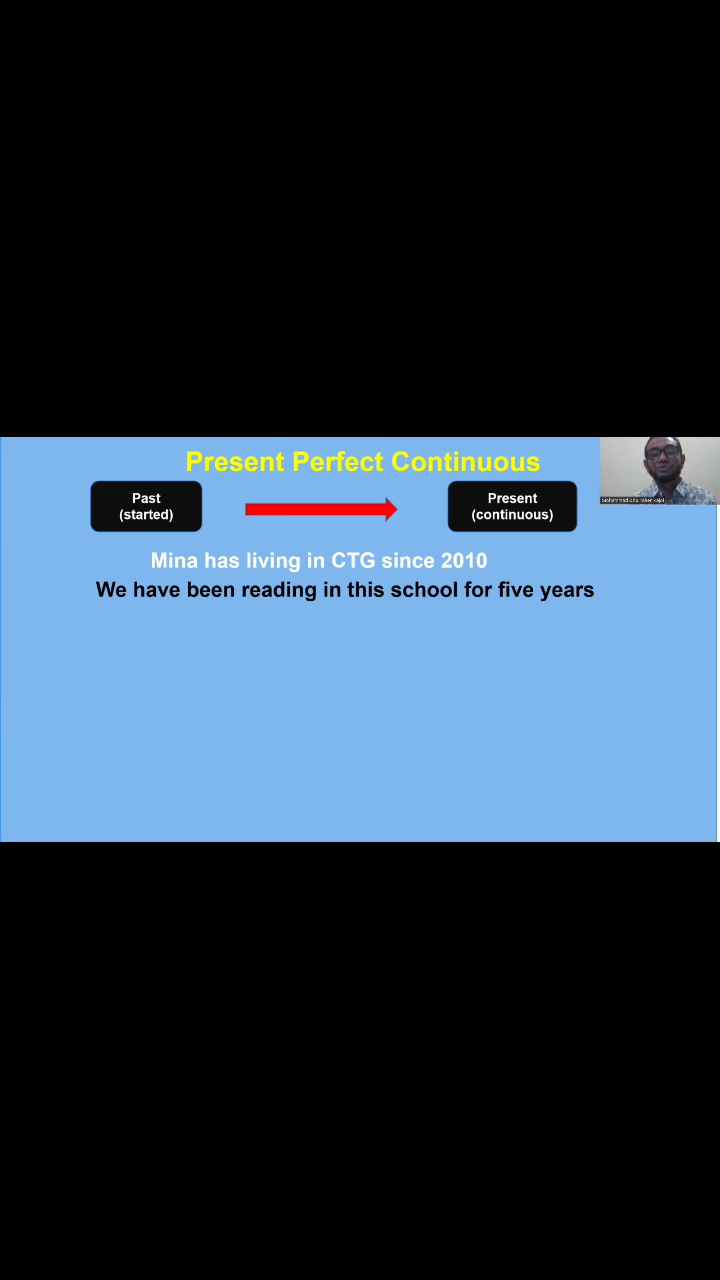 Present Perfect Continuous
Past
(started)
Present
(continuous)
Mina has living in CTG since 2010
We have been reading in this school for five years
Mohammad